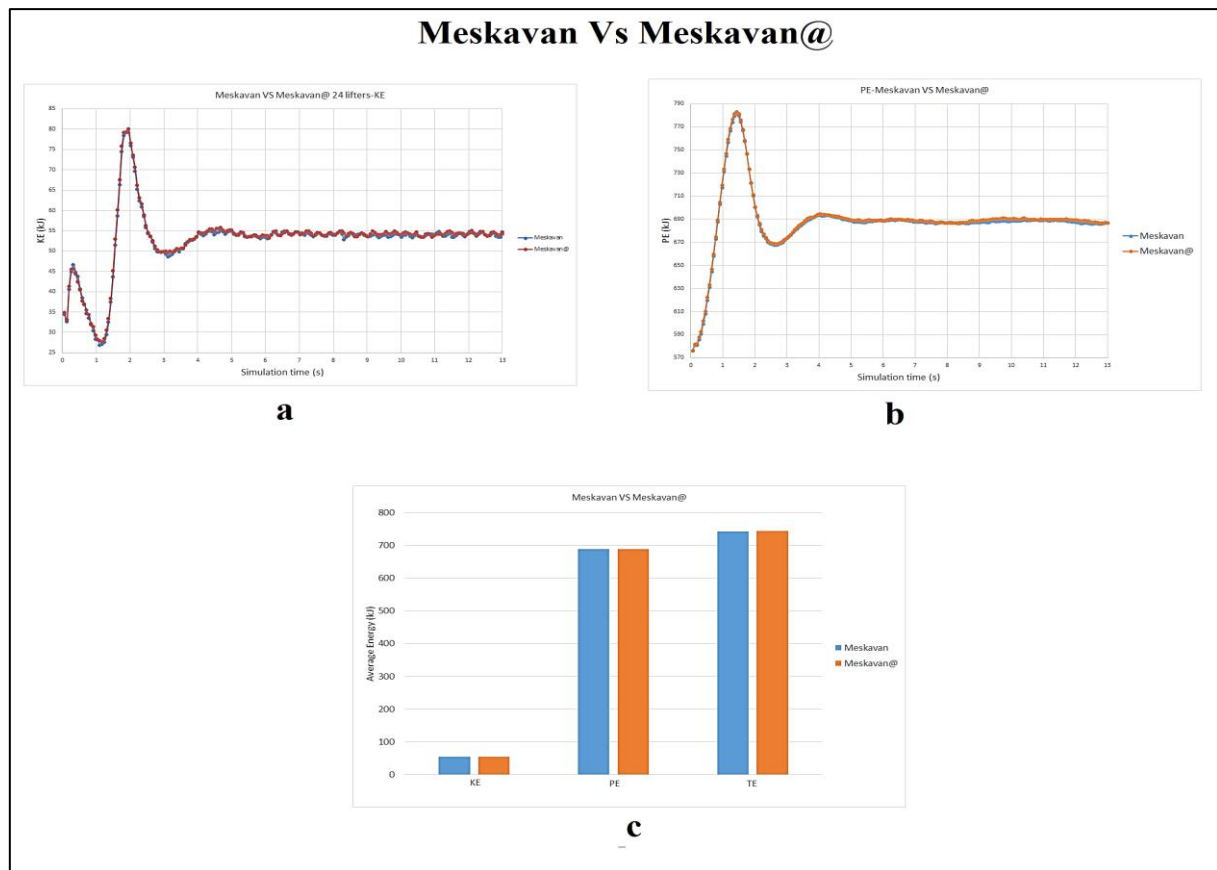 Meskavan Vs Meskavan@
Meskavan VS Meskavan@ 24 lifters-KE
85
80
75
70
65
60
55
50
45
40
35
30
25
KE (kJ)
0 1 2 3 4 5 6 7 8 9 10 11 12 13
Simulation time (s)
Meskavan
Meskavan@
a
PE-Meskavan VS Meskavan@
790
770
750
730
710
690
670
650
630
610
590
570
PE (kJ)
0 1 2 3 4 5 6 7 8 9 10 11 12 13
Simulation time (s)
Meskavan
Meskavan@
b
Meskavan VS Meskavan@
800
700
600
500
400
300
200
100
0
Average Energy (kJ)
KE PE TE
Meskavan
Meskavan@
c